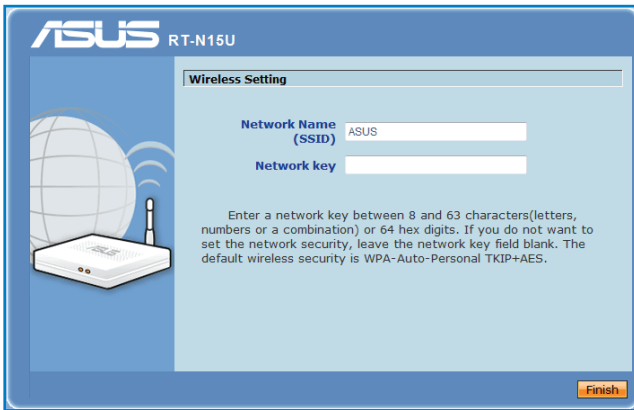 ASUS RT-N15U
Wireless Setting
Network Name
(SSID)
ASUS
Network key
Enter a network key between 8 and 63 characters(letters,
numbers or a combination) or 64 hex digits. If you do not want to
set the network security, leave the network key field blank. The
default wireless security is WPA-Auto-Personal TKIP+AES.
ASUS
Finish